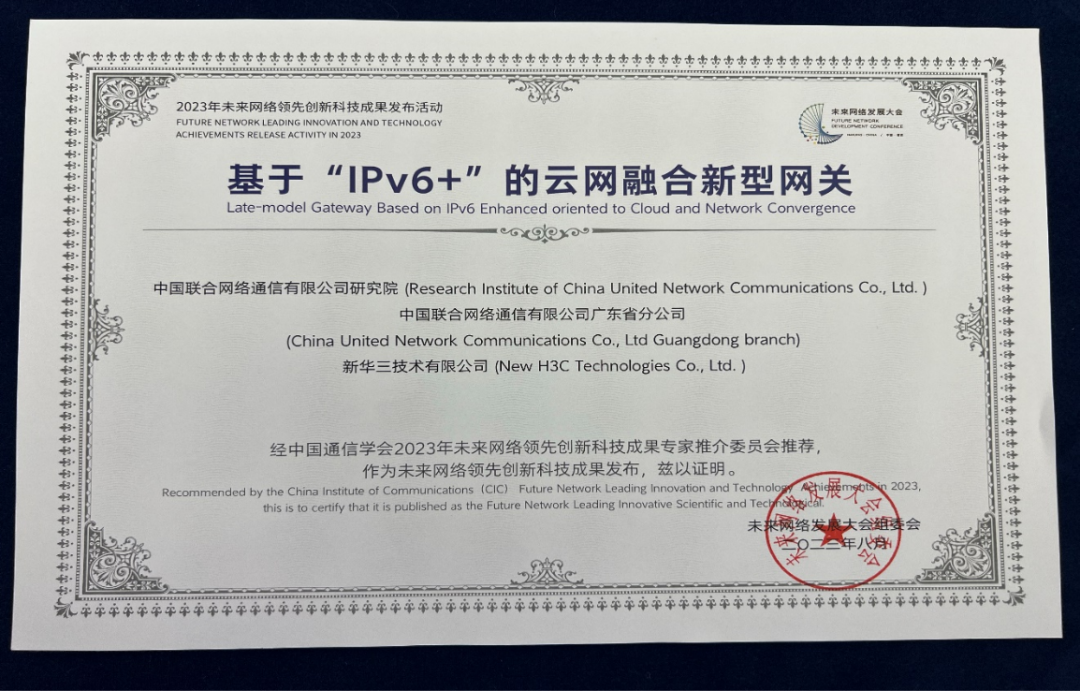 2023年未来网络领先创新科技成果发布活动
FUTURE NETWORK LEADING INNOVATION AND TECHNOLOGY
ACHIEVEMENTS RELEASE ACTIVITY IN 2023
未来网络发展大会
FUTURE NETWORK
DEVELOPMENT CONFERENCE
基于“IPv6+”的云网融合新型网关
Late-model Gateway Based on IPv6 Enhanced oriented to Cloud and Network Convergence
中国联合网络通信有限公司研究院 (Research Institute of China United Network Communications Co., Ltd. )
中国联合网络通信有限公司广东省分公司
(China United Network Communications Co., Ltd Guangdong branch)
新华三技术有限公司 (New H3C Technologies Co., Ltd. )
经中国通信学会2023年未来网络领先创新科技成果专家推介委员会推荐，
作为未来网络领先创新科技成果发布，兹以证明。
Recommended by the China Institute of Communications（CIC） Future Network Leading Innovation and Technology Achievements in 2023,
this is to certify that it is published as the Future Network Leading Innovative Scientific and Technological.
未来网络发展大会组委会
二〇二三年八月
未来网络发展大会组委会